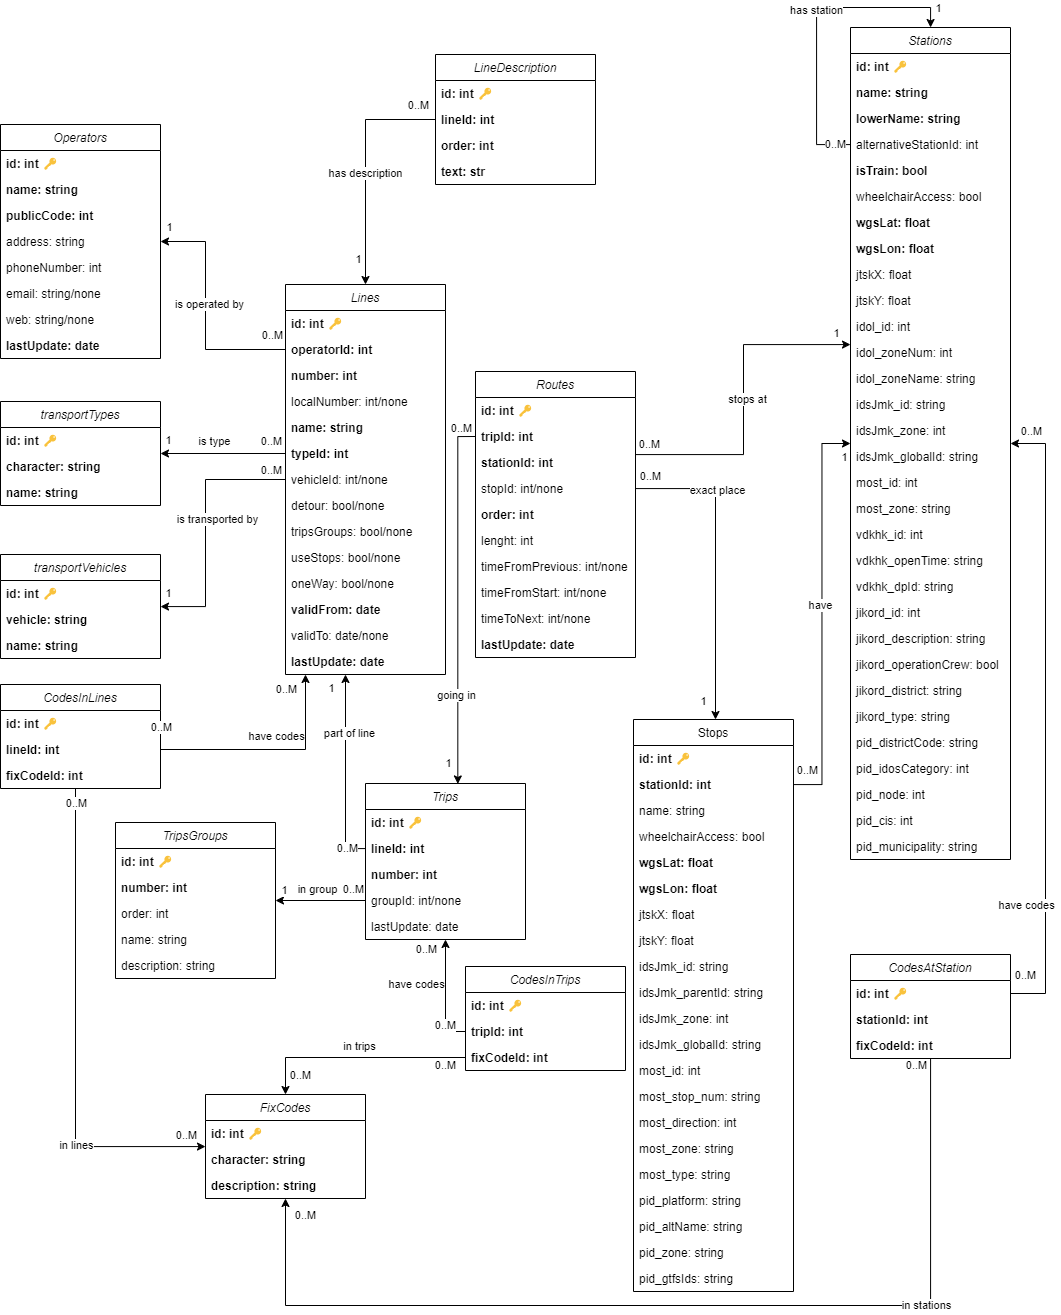 has station
1
Stations
id: int
name: string
lowerName: string
alternativeStationId: int
0..M
isTrain: bool
wheelchairAccess: bool
wgsLat: float
wgsLon: float
jtskX: float
jtskY: float
idol_id: int
idol_zoneNum: int
idol_zoneName: string
idsJmk_id: string
idsJmk_zone: int
idsJmk_globalId: string
most_id: int
most_zone: string
vdkhk_id: int
vdkhk_openTime: string
vdkhk_dpId: string
jikord_id: int
jikord_description: string
jikord_operationCrew: bool
jikord_district: string
jikord_type: string
pid_districtCode: string
pid_idosCategory: int
pid_node: int
pid_cis: int
pid_municipality: string
LineDescription
id: int
lineId: int
order: int
text: str
0..M
has description
1
Operators
id: int
name: string
publicCode: int
address: string
phoneNumber: int
email: string/none
web: string/none
lastUpdate: date
1
is operated by
0..M
Lines
id: int
operatorId: int
number: int
localNumber: int/none
name: string
typeId: int
vehicleId: int/none
detour: bool/none
tripsGroups: bool/none
useStops: bool/none
oneWay: bool/none
validFrom: date
validTo: date/none
lastUpdate: date
transportTypes
id: int
character: string
name: string
1
is type
0..M
0..M
is transported by
1
transportVehicles
id: int
vehicle: string
name: string
Routes
id: int
tripId: int
stationId: int
stopId: int/none
order: int
lenght: int
timeFromPrevious: int/none
timeFromStart: int/none
timeToNext: int/none
lastUpdate: date
0..M
going in
1
0..M
stops at
1
0..M
exact place
1
CodesInLines
id: int
lineId: int
fixCodeId: int
0..M
have codes
0..M
0..M
in lines
0..M
1
part of line
0..M
Trips
id: int
lineId: int
number: int
groupId: int/none
lastUpdate: date
TripsGroups
id: int
number: int
order: int
name: string
description: string
1
in group
0..M
0..M
have codes
0..M
CodesInTrips
id: int
tripId: int
fixCodeId: int
0..M
in trips
0..M
FixCodes
id: int
character: string
description: string
0..M
Stops
id: int
stationId: int
name: string
wheelchairAccess: bool
wgsLat: float
wgsLon: float
jtskX: float
jtskY: float
idsJmk_id: string
idsJmk_parentId: string
idsJmk_zone: int
idsJmk_globalId: string
most_id: int
most_stop_num: string
most_direction: int
most_zone: string
most_type: string
pid_platform: string
pid_altName: string
pid_zone: string
pid_gtfsIds: string
0..M
have
1
0..M
have codes
0..M
CodesAtStation
id: int
stationId: int
fixCodeId: int
0..M
in stations